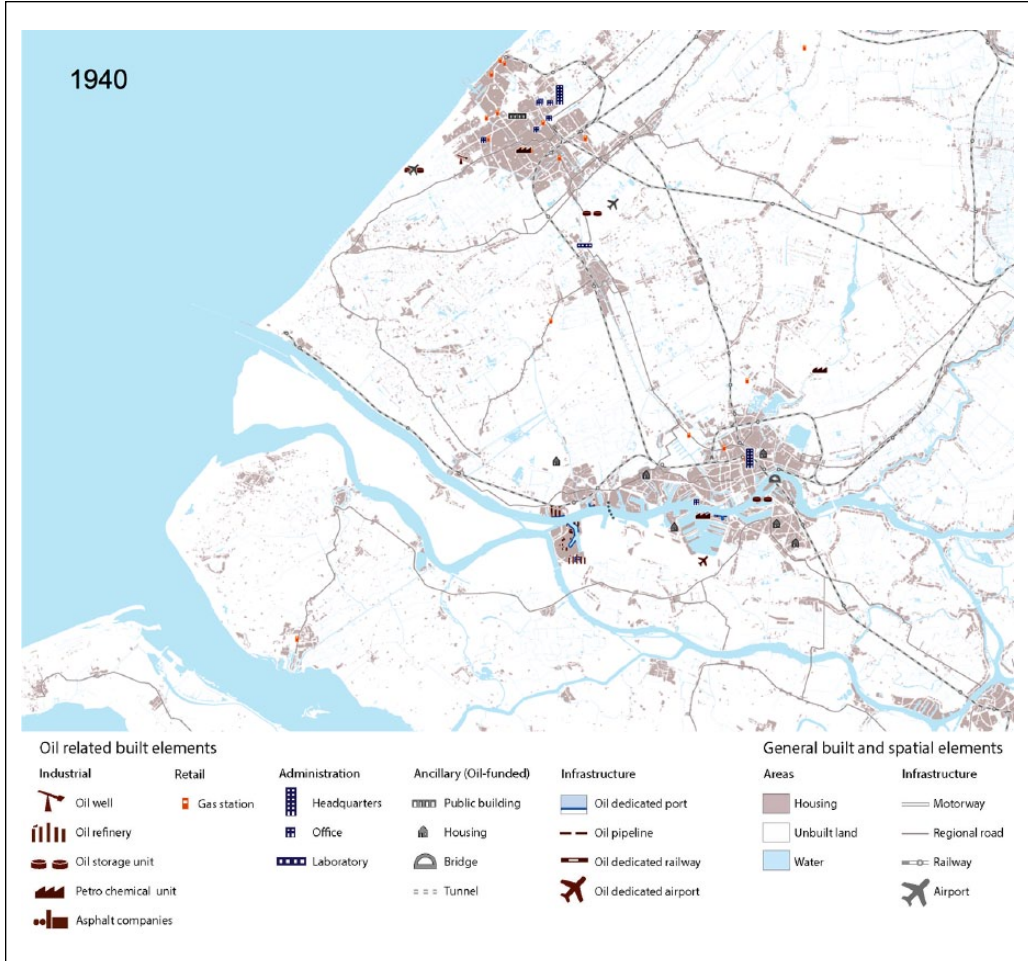 1940
Oil related built elements
General built and spatial elements
Industrial
Retail
Administration
Ancillary (Oil-funded)
Infrastructure
Areas
Infrastructure
Oil well
Gas station
Headquarters
Public building
Oil dedicated port
Housing
Motorway
Oil refinery
Office
Housing
Oil pipeline
Unbuilt land
Regional road
Oil storage unit
Laboratory
Bridge
Oil dedicated railway
Water
Railway
Petro chemical unit
Tunnel
Oil dedicated airport
Airport
Asphalt companies